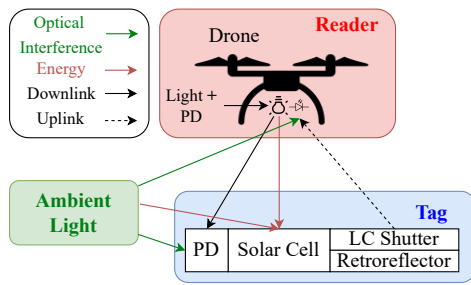 Optical
Interference
Energy
Downlink
Uplink
Reader
Drone
Light +
PD
Ambient
Light
Tag
PD
Solar Cell
LC Shutter
Retroreflector